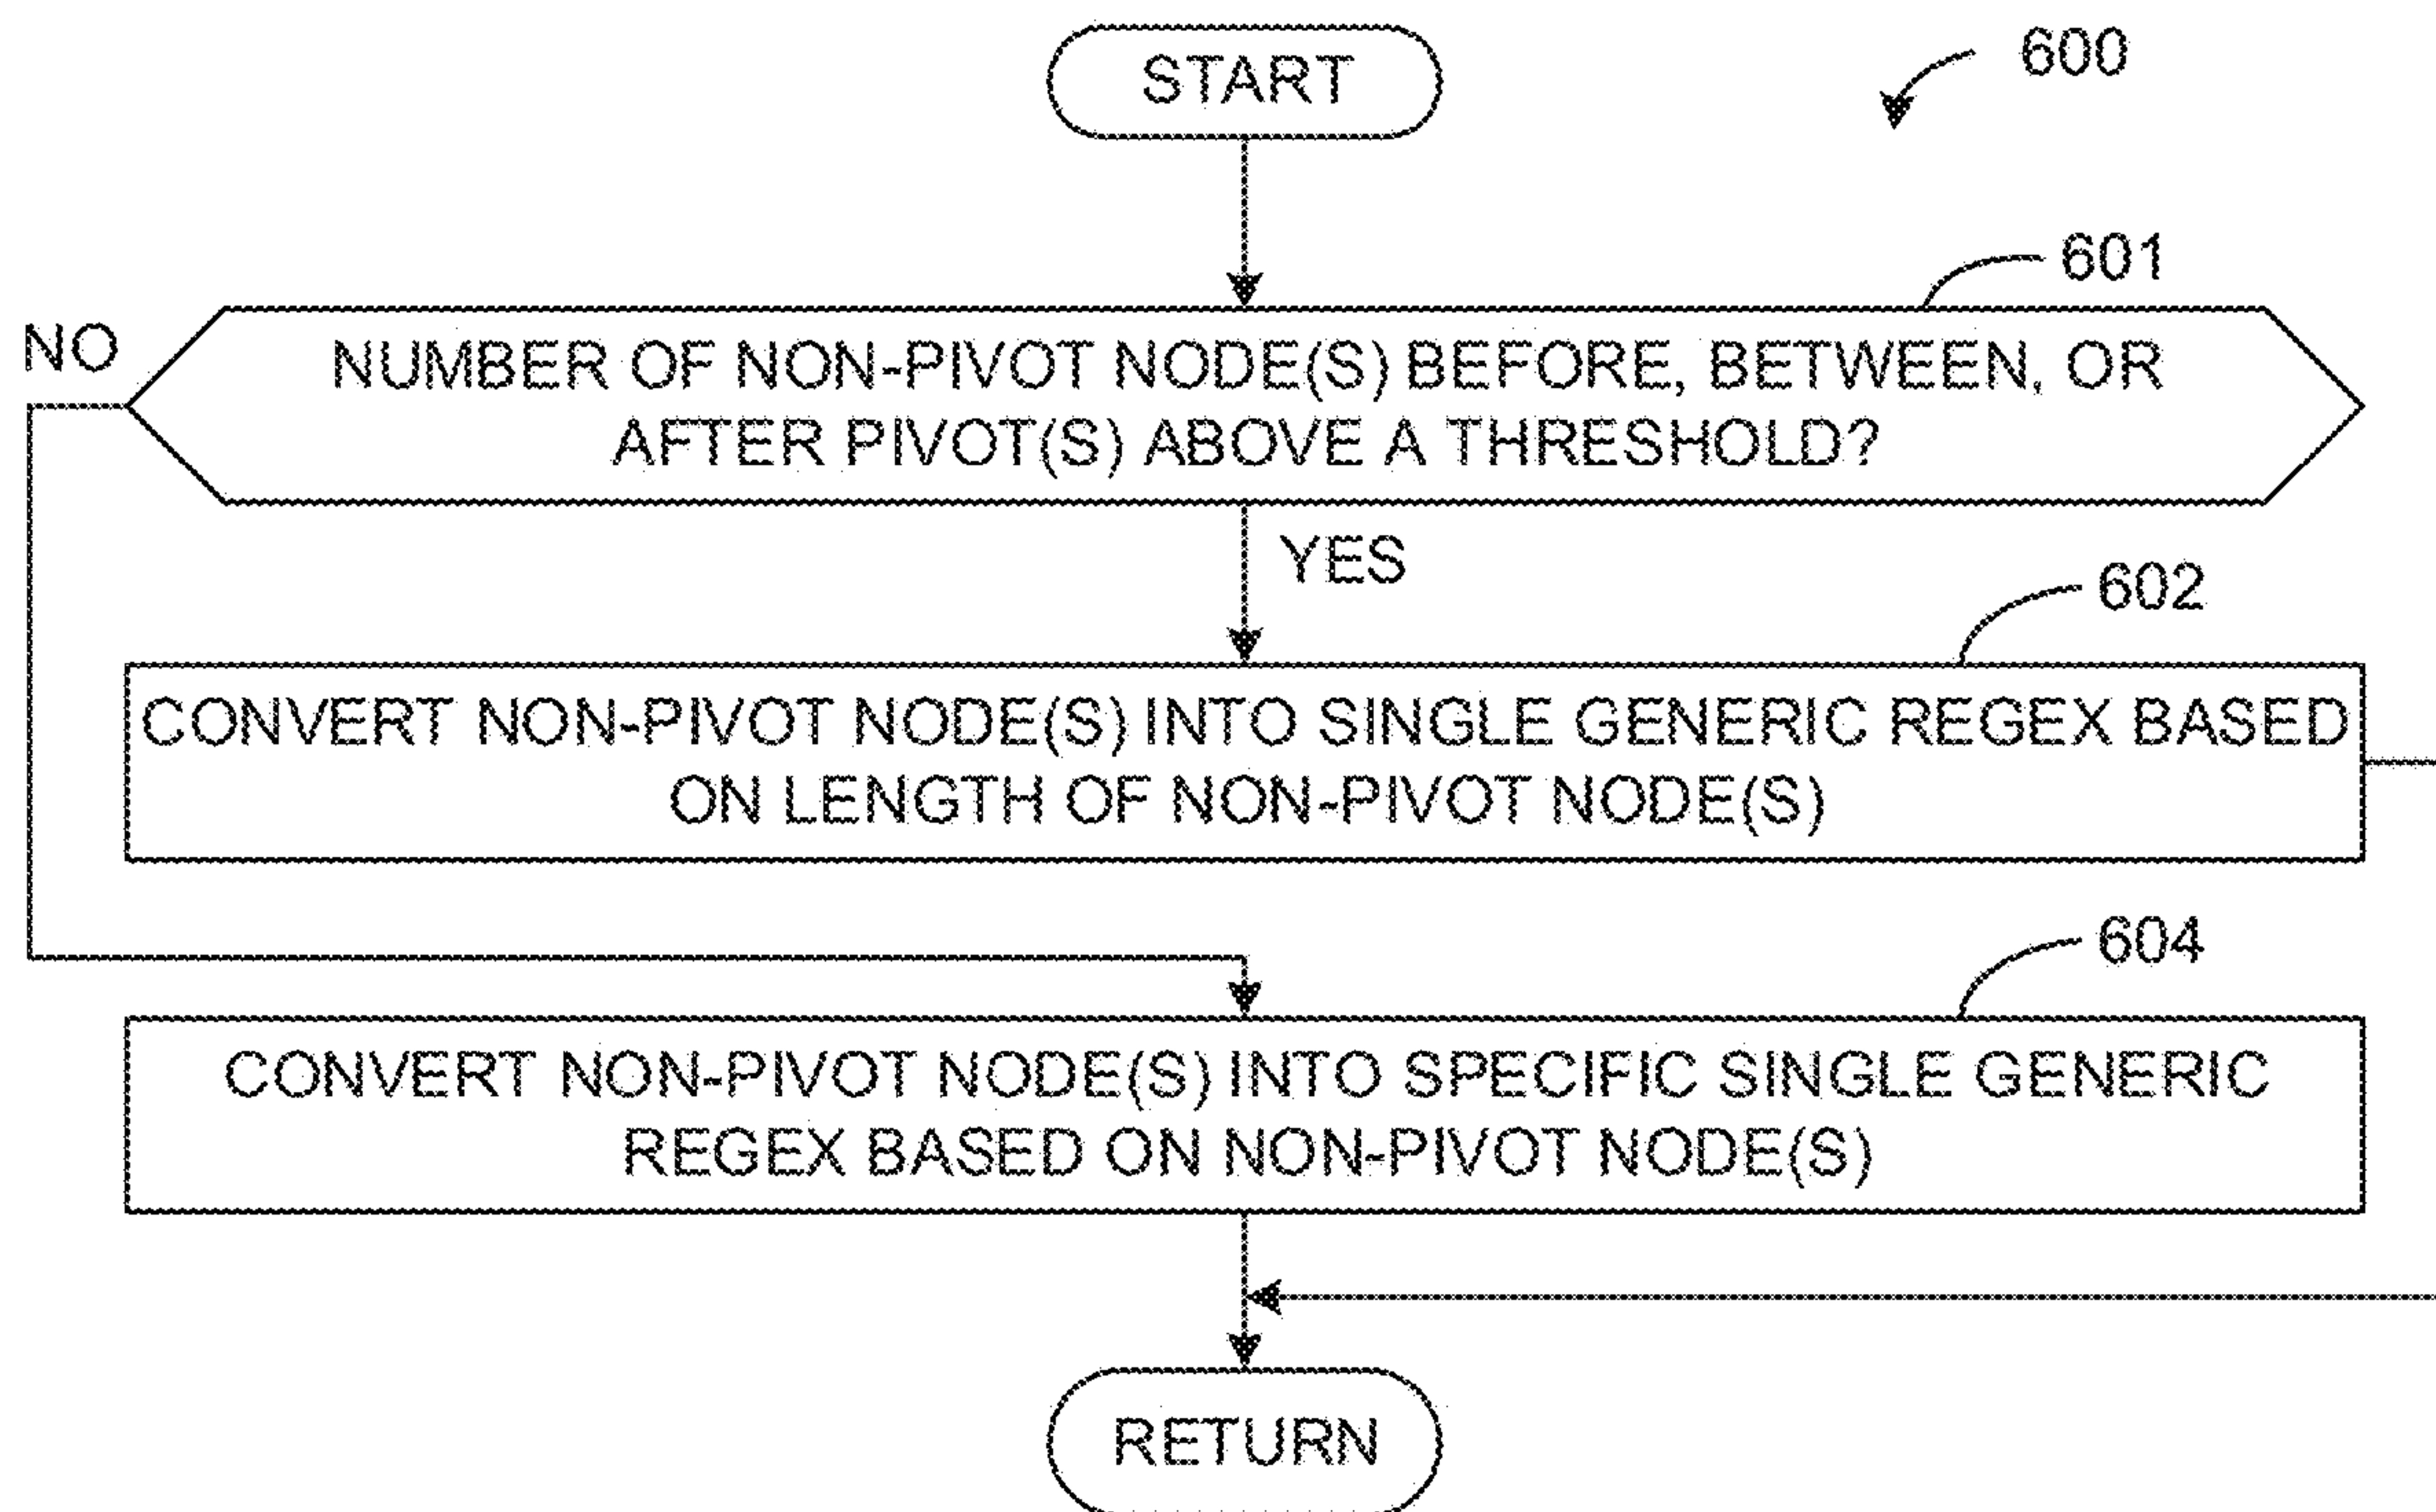 START
600
601
NO
NUMBER OF NON-PIVOT NODE(S) BEFORE, BETWEEN, OR
AFTER PIVOT(S) ABOVE A THRESHOLD?
YES
602
CONVERT NON-PIVOT NODE(S) INTO SINGLE GENERIC REGEX BASED
ON LENGTH OF NON-PIVOT NODE(S)
604
CONVERT NON-PIVOT NODE(S) INTO SPECIFIC SINGLE GENERIC
REGEX BASED ON NON-PIVOT NODE(S)
RETURN